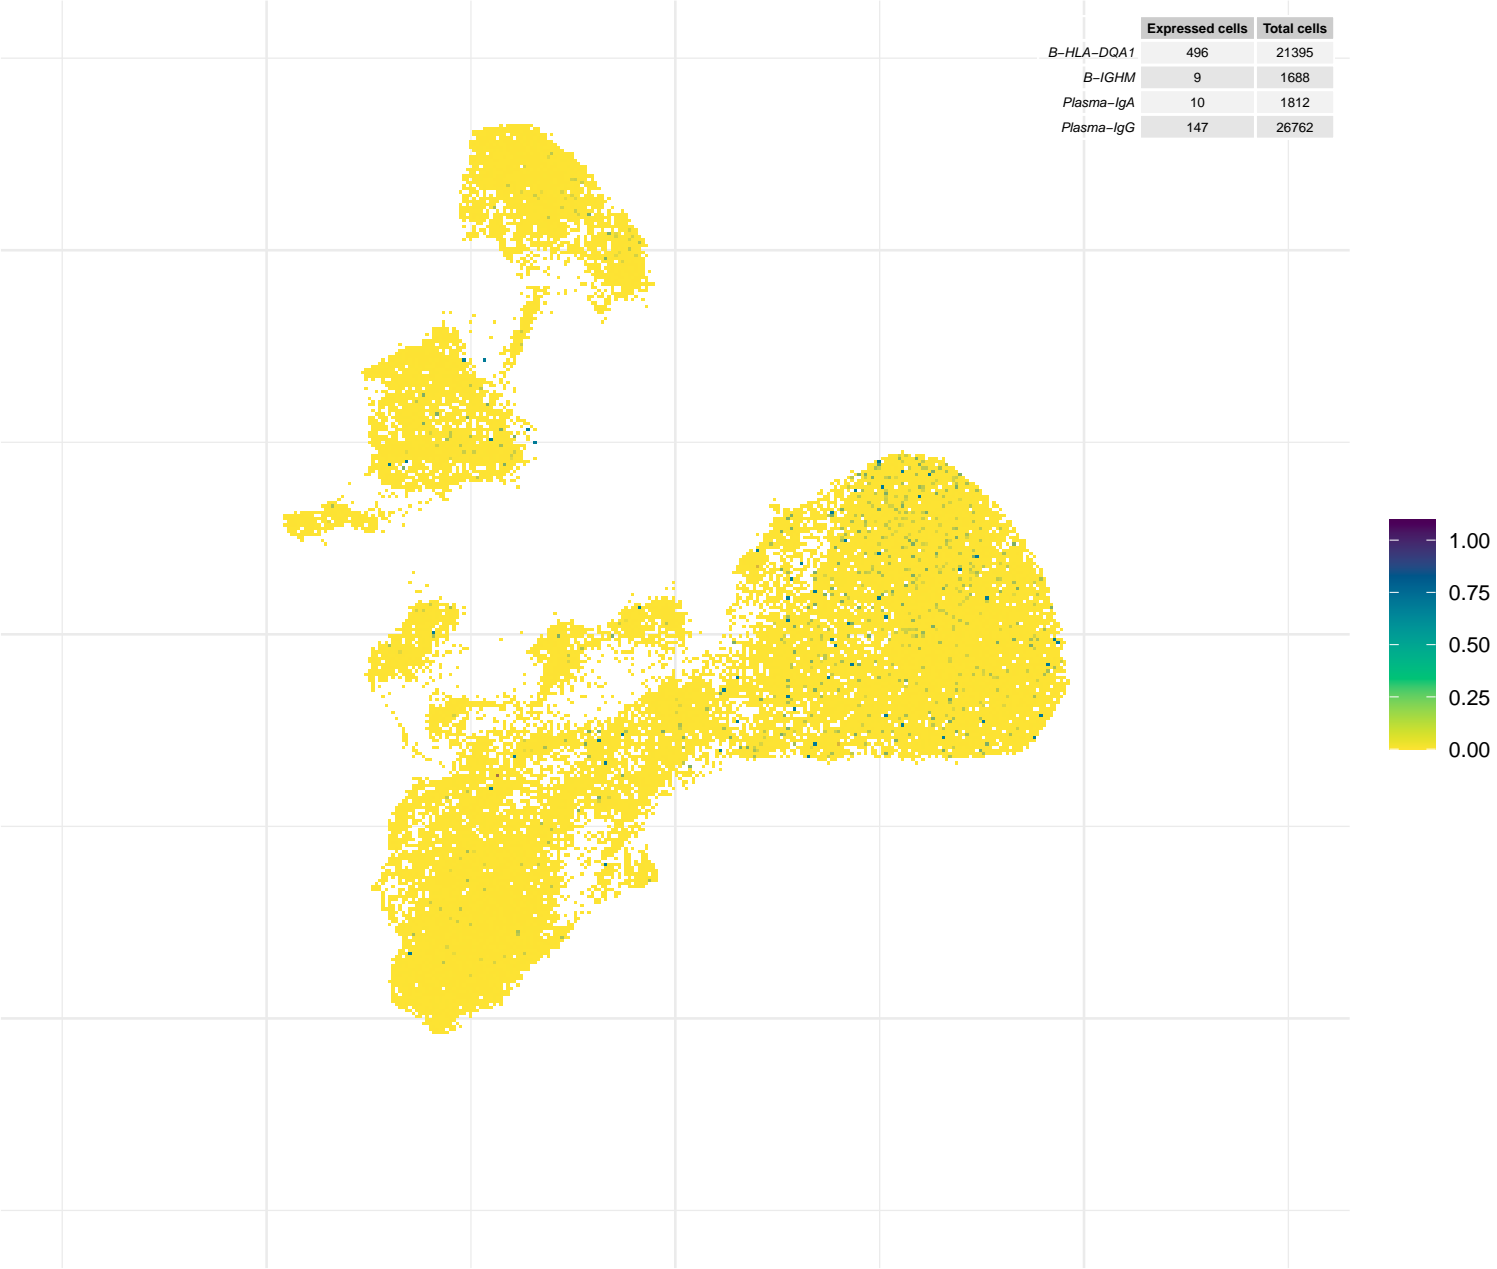 Expressed cells Total cells
B−HLA−DQA1 496 21395
B−IGHM 9 1688
Plasma−IgA 10 1812
Plasma−IgG 147 26762
1.00
0.75
0.50
0.25
0.00